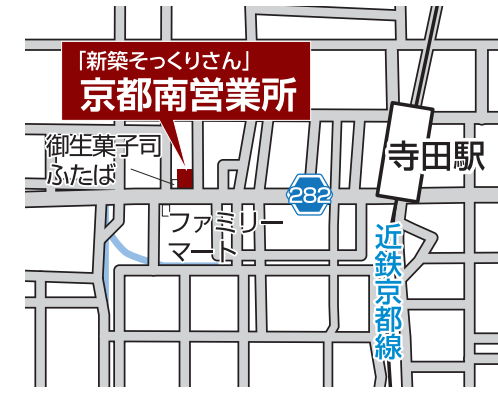 「新築そっくりさん」
京都南営業所
御生菓子司
ふたば
寺田駅
282
ファミリー
マート
近鉄京都線